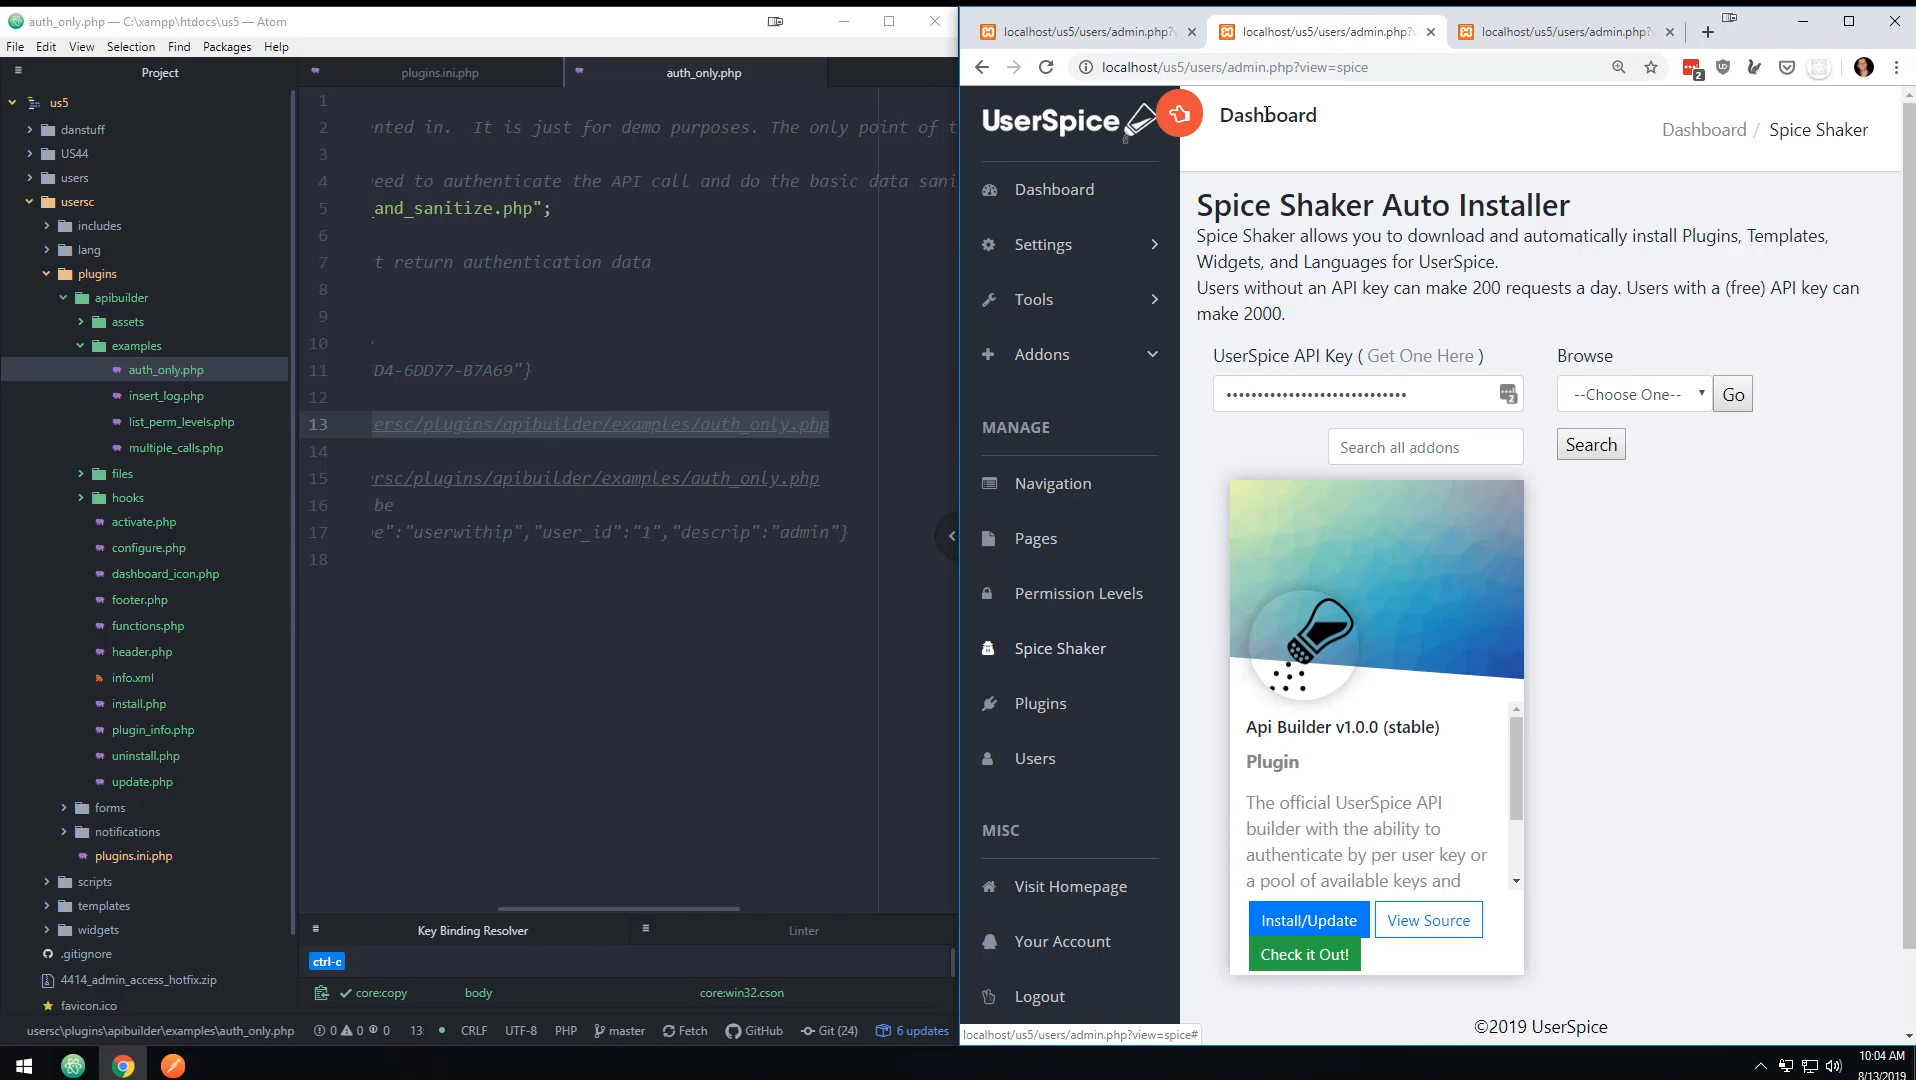 auth_only.php — C:\xampp\htdocs\us5 — Atom
File Edit View Selection Find Packages Help
Project
us5
danstuff
US44
users
usersc
includes
lang
plugins
apibuilder
assets
examples
auth_only.php
insert_log.php
list_perm_levels.php
multiple_calls.php
files
hooks
activate.php
configure.php
dashboard_icon.php
footer.php
functions.php
header.php
info.xml
install.php
plugin_info.php
uninstall.php
update.php
forms
notifications
plugins.ini.php
scripts
templates
widgets
.gitignore
4414_admin_access_hotfix.zip
favicon.ico
plugins.ini.php
auth_only.php
1
2 nted in. It is just for demo purposes. The only point of t
3
4 need to authenticate the API call and do the basic data sani
5 _and_sanitize.php";
6
7 t return authentication data
8
9
10
11 DD4-6DD77-B7A69"}
12
13 ersc/plugins/apibuilder/examples/auth_only.php
14
15 ersc/plugins/apibuilder/examples/auth_only.php
16 be
17 pe":"userwithip","user_id":"1","descrip":"admin"}
18
Key Binding Resolver
Linter
ctrl-c
core:copy body core:win32.cson
usersc\plugins\apibuilder\examples\auth_only.php 0 0 0 13: CRLF UTF-8 PHP master Fetch GitHub Git (24) 6 updates
localhost/us5/users/admin.php?
localhost/us5/users/admin.php?
localhost/us5/users/admin.php?
localhost/us5/users/admin.php?view=spice
2
UserSpice
Dashboard
Settings
Tools
Addons
MANAGE
Navigation
Pages
Permission Levels
Spice Shaker
Plugins
Users
MISC
Visit Homepage
Your Account
Logout
localhost/us5/users/admin.php?view=spice#
Dashboard
Dashboard / Spice Shaker
Spice Shaker Auto Installer
Spice Shaker allows you to download and automatically install Plugins, Templates,
Widgets, and Languages for UserSpice.
Users without an API key can make 200 requests a day. Users with a (free) API key can
make 2000.
UserSpice API Key ( Get One Here )
Browse
2
--Choose One--
Go
Search all addons
Search
Api Builder v1.0.0 (stable)
Plugin
The official UserSpice API
builder with the ability to
authenticate by per user key or
a pool of available keys and
Install/Update
View Source
Check it Out!
©2019 UserSpice
10:04 AM
8/13/2019